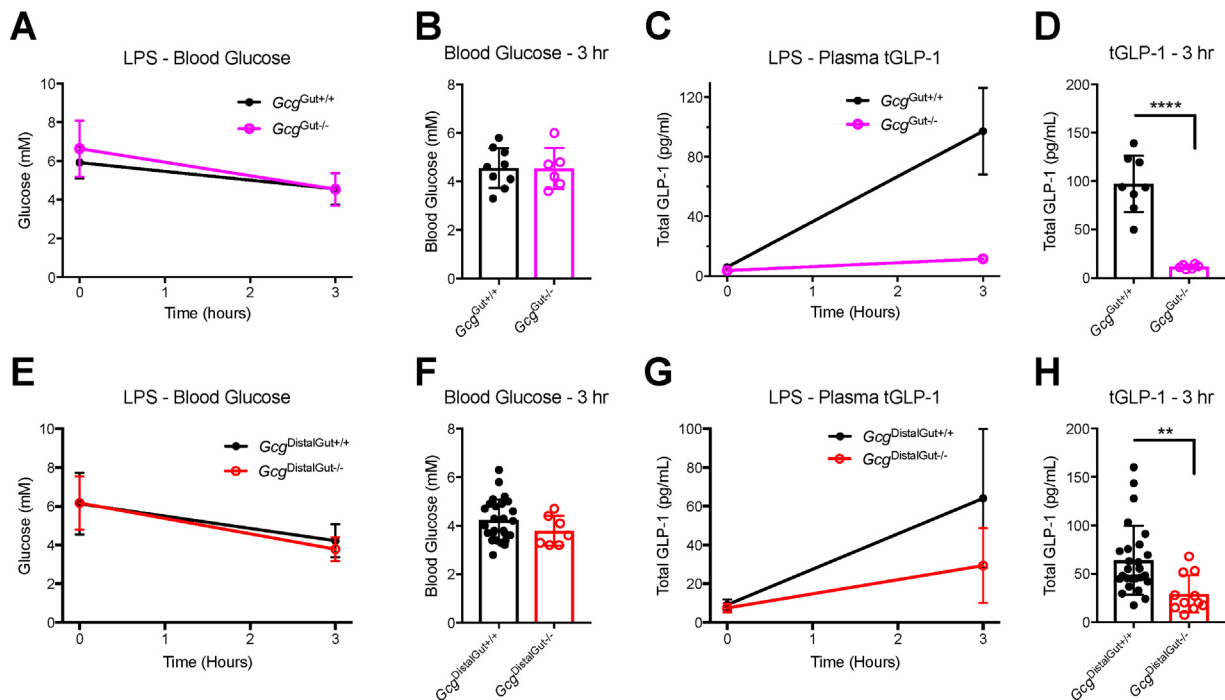 A
LPS - Blood Glucose
Glucose (mM)
10
8
6
4
2
0
0
1
2
3
Time (hours)
Gcg^Gut+/+
Gcg^Gut-/-
B
Blood Glucose - 3 hr
Blood Glucose (mM)
8
6
4
2
0
Gcg^Gut+/+
Gcg^Gut-/-
C
LPS - Plasma tGLP-1
Total GLP-1 (pg/ml)
120
80
40
0
0
1
2
3
Time (hours)
Gcg^Gut+/+
Gcg^Gut-/-
D
tGLP-1 - 3 hr
Total GLP-1 (pg/mL)
200
150
100
50
0
****
Gcg^Gut+/+
Gcg^Gut-/-
E
LPS - Blood Glucose
Glucose (mM)
10
8
6
4
2
0
0
1
2
3
Time (Hours)
Gcg^DistalGut+/+
Gcg^DistalGut-/-
F
Blood Glucose - 3 hr
Blood Glucose (mM)
8
6
4
2
0
Gcg^DistalGut+/+
Gcg^DistalGut-/-
G
LPS - Plasma tGLP-1
Total GLP-1 (pg/mL)
100
80
60
40
20
0
0
1
2
3
Time (Hours)
Gcg^DistalGut+/+
Gcg^DistalGut-/-
H
tGLP-1 - 3 hr
Total GLP-1 (pg/mL)
200
150
100
50
0
**
Gcg^DistalGut+/+
Gcg^DistalGut-/-